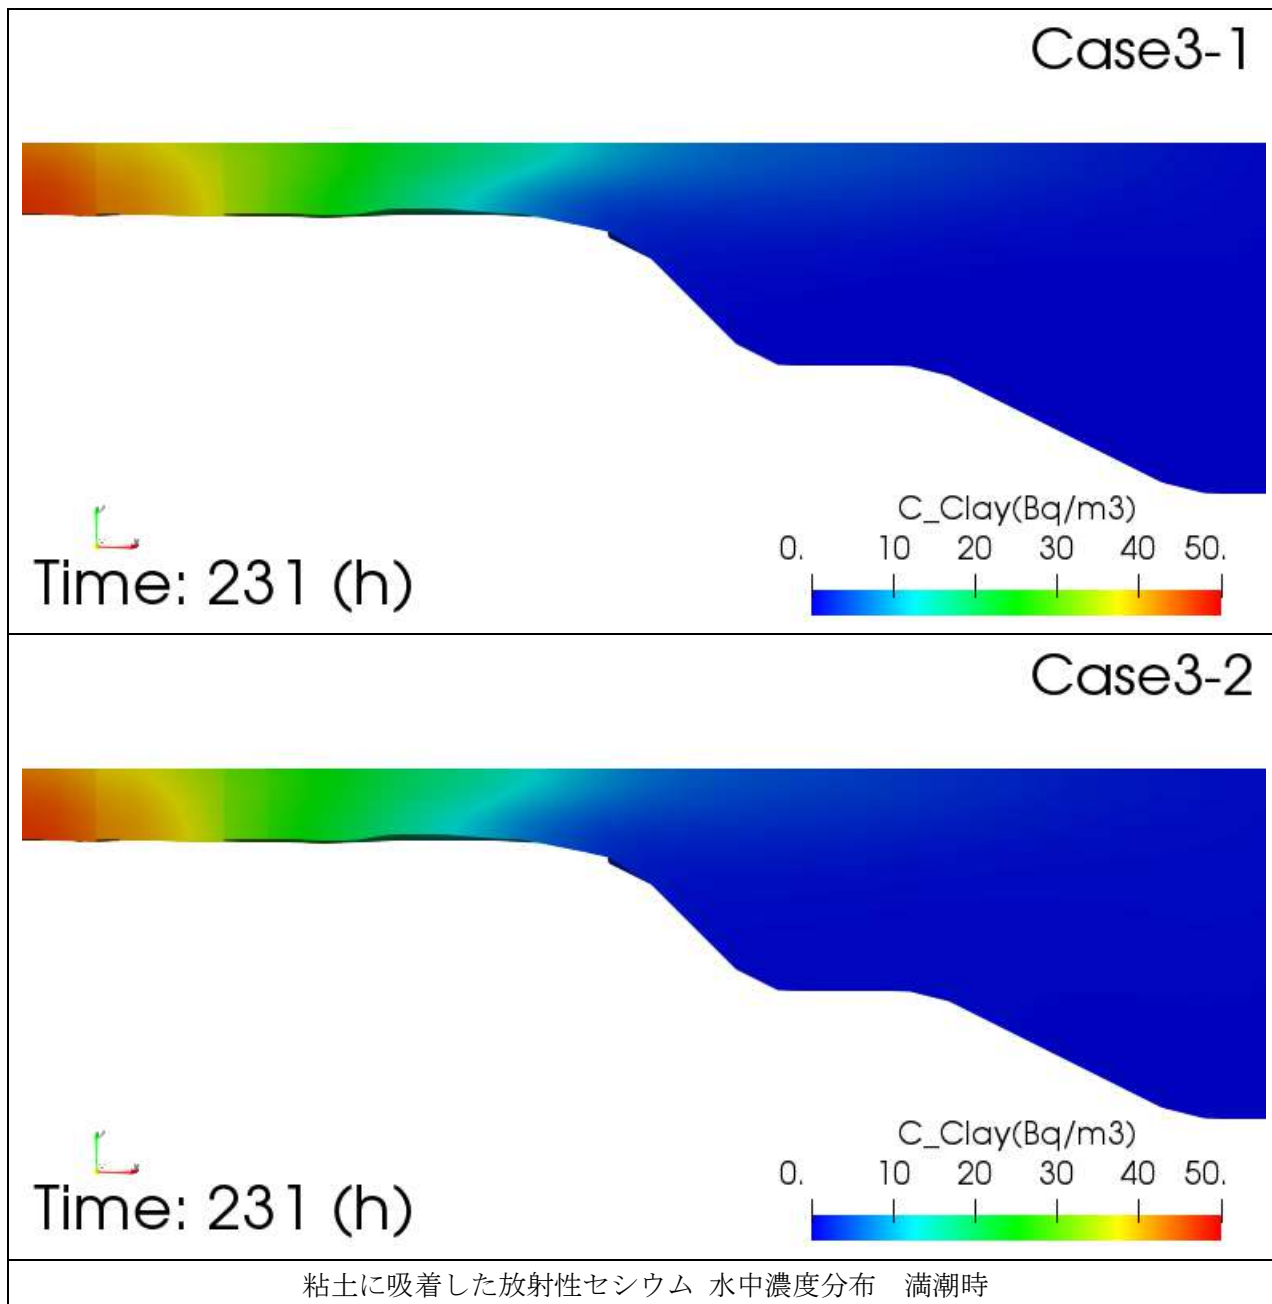 Case3-1
C_Clay(Bq/m3)
0. 10 20 30 40 50.
Time: 231 (h)
Case3-2
C_Clay(Bq/m3)
0. 10 20 30 40 50.
Time: 231 (h)
粘土に吸着した放射性セシウム 水中濃度分布　満潮時